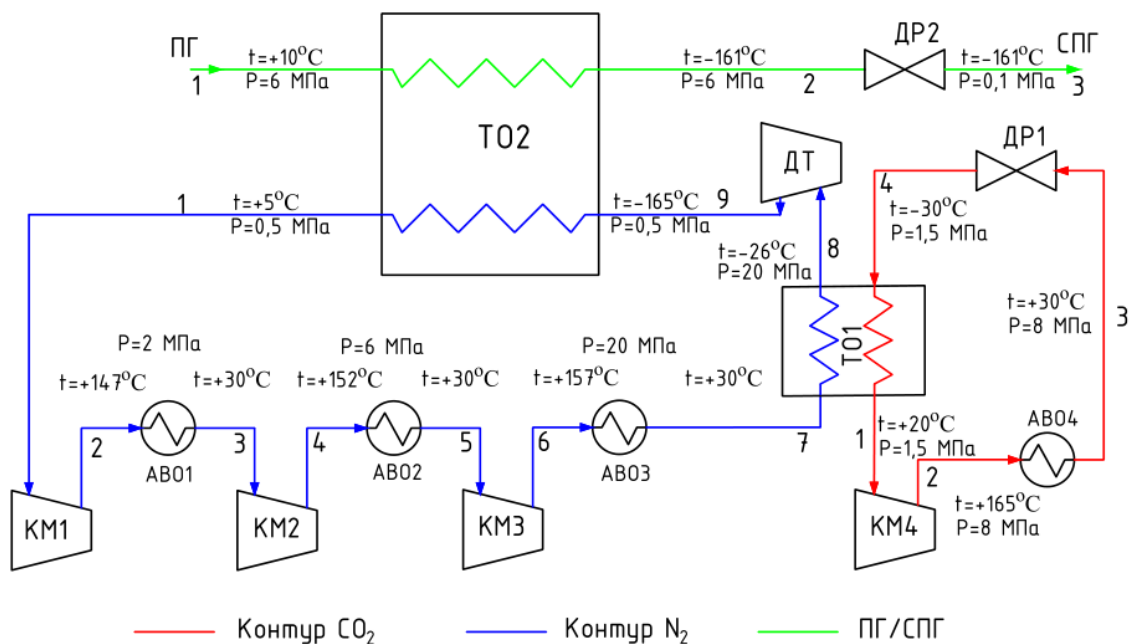 ПГ
t=+10°C
P=6 МПа
1
ТО2
t=-161°C
P=6 МПа
2
ДР2
СПГ
t=-161°C
P=0,1 МПа
3
1
t=+5°C
P=0,5 МПа
t=-165°C
P=0,5 МПа
9
ДТ
ДР1
4
t=-30°C
P=1,5 МПа
t=-26°C
P=20 МПа
8
t=+30°C
P=8 МПа
3
ТО1
P=2 МПа
P=6 МПа
P=20 МПа
t=+147°C
t=+30°C
t=+152°C
t=+30°C
t=+157°C
t=+30°C
2
АВО1
3
4
АВО2
5
6
АВО3
7
1
t=+20°C
P=1,5 МПа
АВО4
2
t=+165°C
P=8 МПа
КМ1
КМ2
КМ3
КМ4
Контур CO₂
Контур N₂
ПГ/СПГ